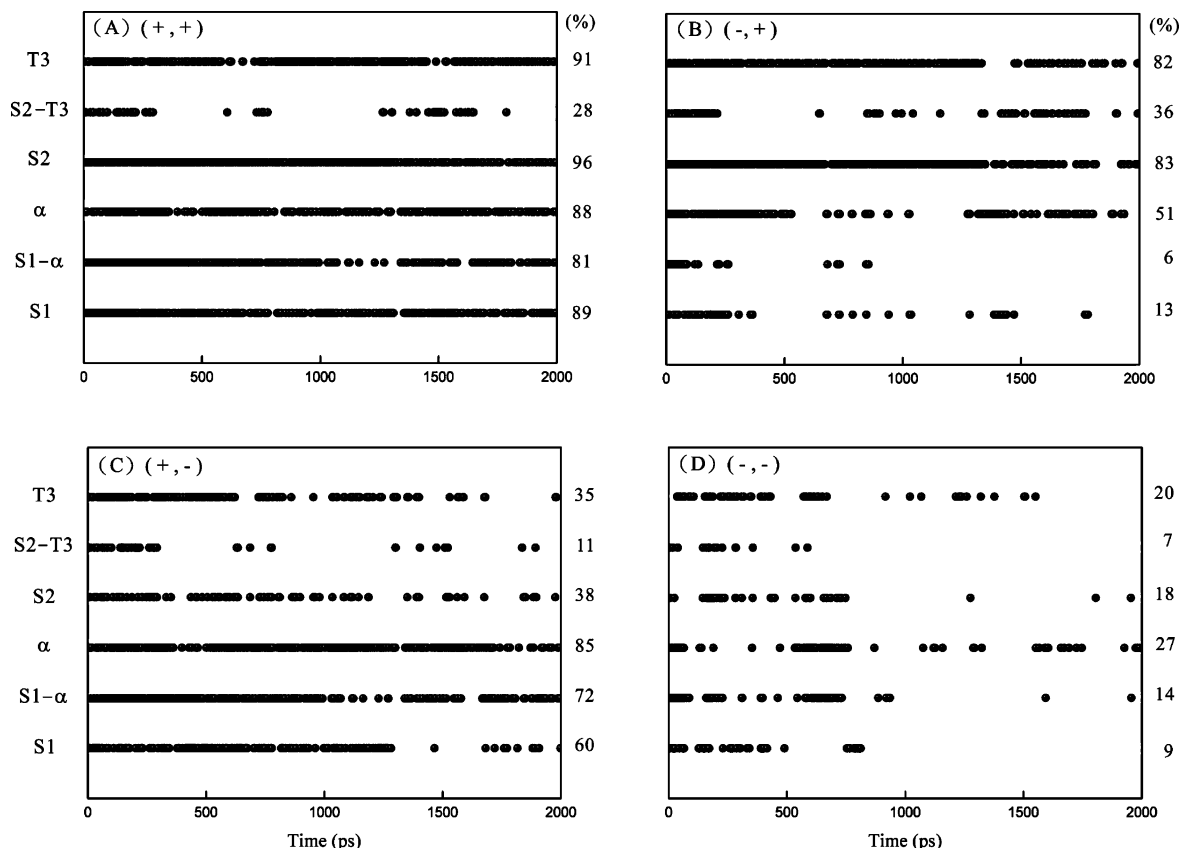 (A) (+,+)
(%)
T3
91
S2-T3
28
S2
96
α
88
S1-α
81
S1
89
0 500 1000 1500 2000
(B) (-,+)
(%)
82
36
83
51
6
13
0 500 1000 1500 2000
(C) (+,-)
T3
35
S2-T3
11
S2
38
α
85
S1-α
72
S1
60
0 500 1000 1500 2000
Time (ps)
(D) (-,-)
20
7
18
27
14
9
0 500 1000 1500 2000
Time (ps)